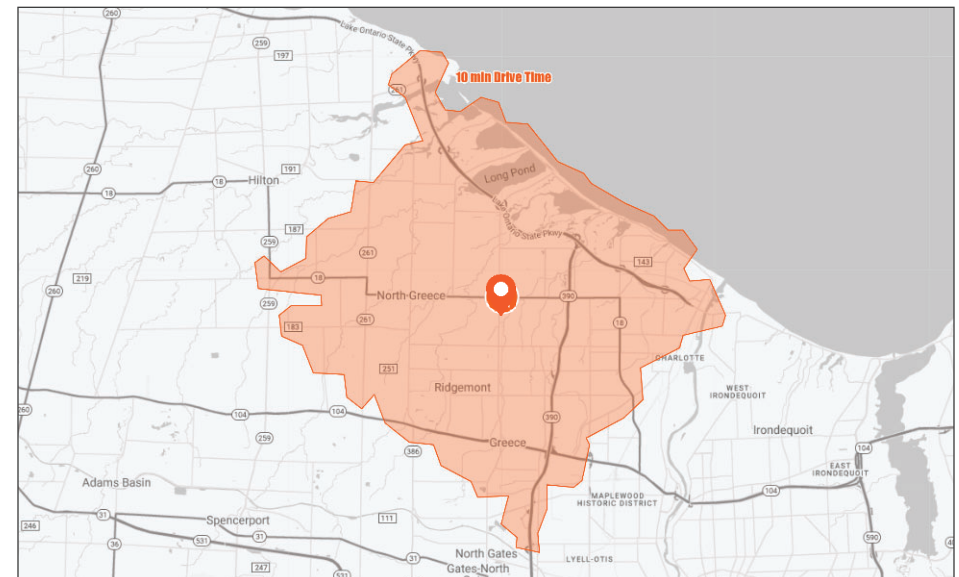 260
Lake Ontario State Pkwy
259
197
10 min Drive Time
261
260
191
Long Pond
18
Hilton
18
187
Lake Ontario State Pkwy
259
261
143
219
18
260
North Greece
390
259
261
18
183
CHARLOTTE
251
WEST
IRONDEQUOIT
Ridgemont
260
104
104
390
Irondequoit
259
Greece
104
386
EAST
IRONDEQUOIT
Adams Basin
104
MAPLEWOOD
HISTORIC DISTRICT
31
111
246
Spencerport
31
590
36
531
31
North Gates
LYELL-OTIS
247
Gates-North
531